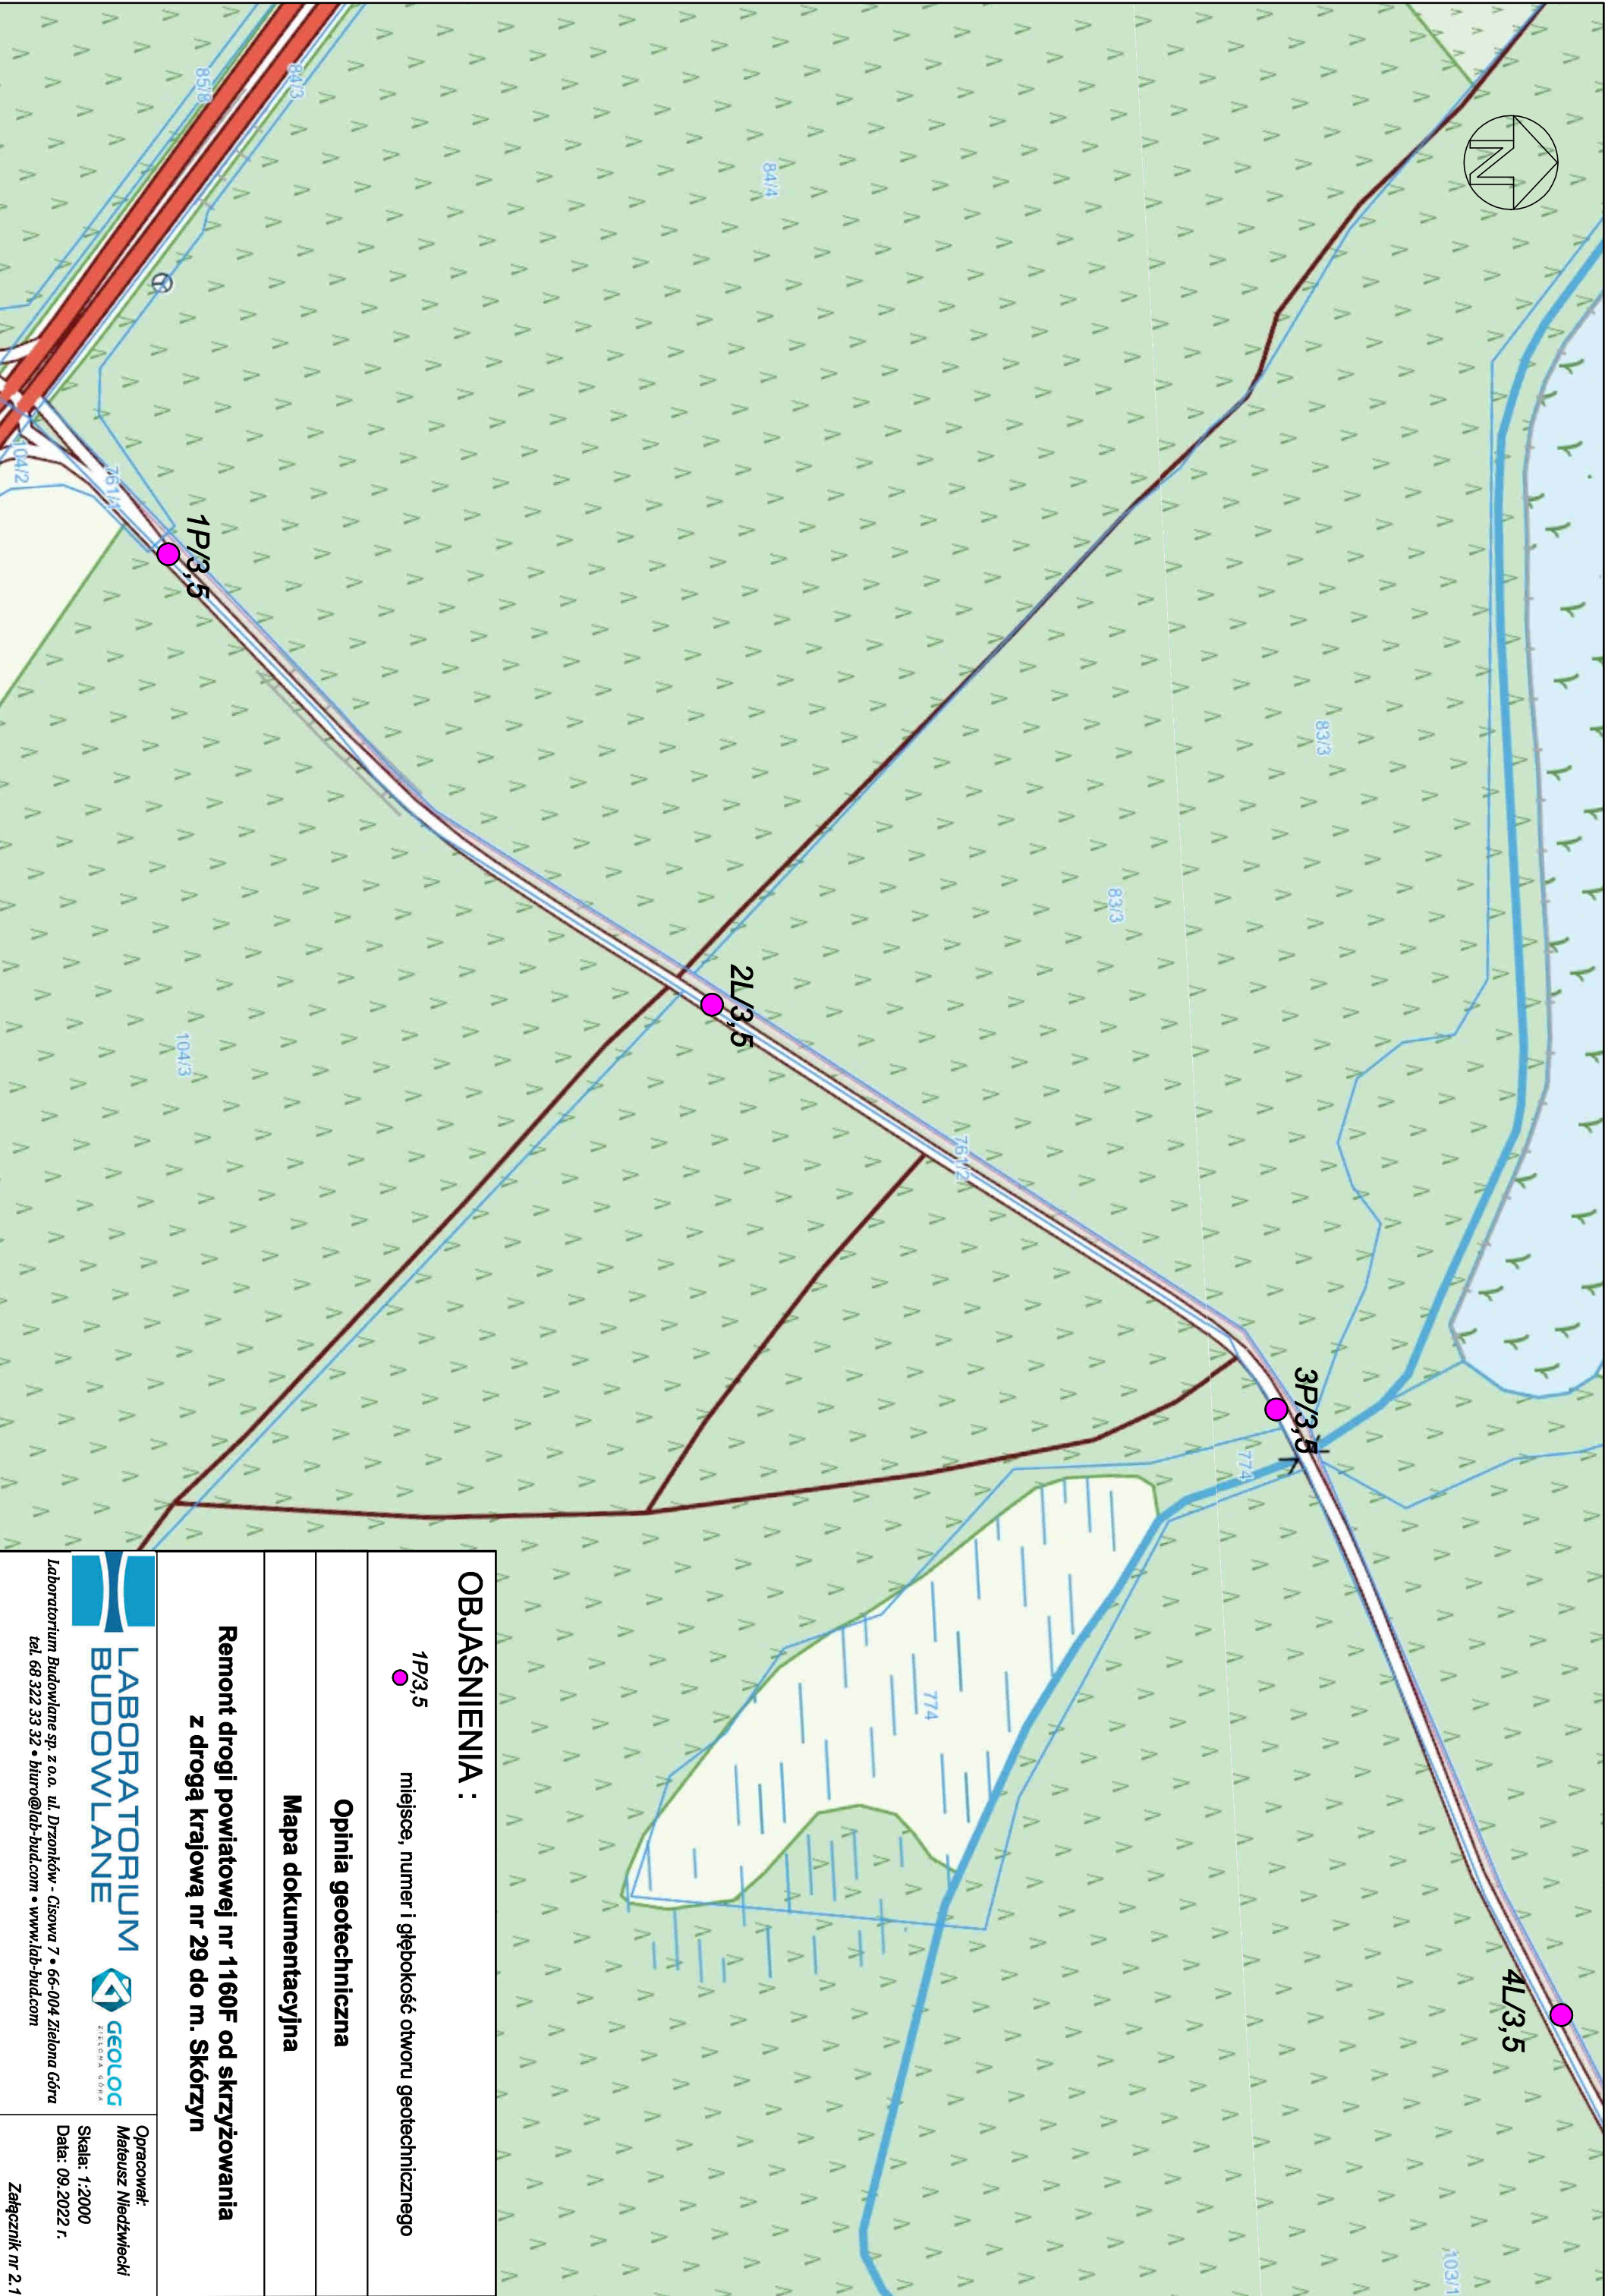 N
85/8
84/3
84/4
83/3
83/3
104/2
761/1
1P/3,5
2L/3,5
104/3
761/2
3P/3,5
774
774
4L/3,5
103/1
OBJAŚNIENIA :
1P/3,5
miejsce, numer i głębokość otworu geotechnicznego
Opinia geotechniczna
Mapa dokumentacyjna
Remont drogi powiatowej nr 1160F od skrzyżowania
z drogą krajową nr 29 do m. Skórzyn
LABORATORIUM
BUDOWLANE
GEOLOG
ZIELONA GÓRA
Laboratorium Budowlane sp. z o.o. ul. Drzonków - Cisowa 7 • 66-004 Zielona Góra
tel. 68 322 33 32 • biuro@lab-bud.com • www.lab-bud.com
Opracował:
Mateusz Niedźwiecki
Skala: 1:2000
Data: 09.2022 r.
Załącznik nr 2.1